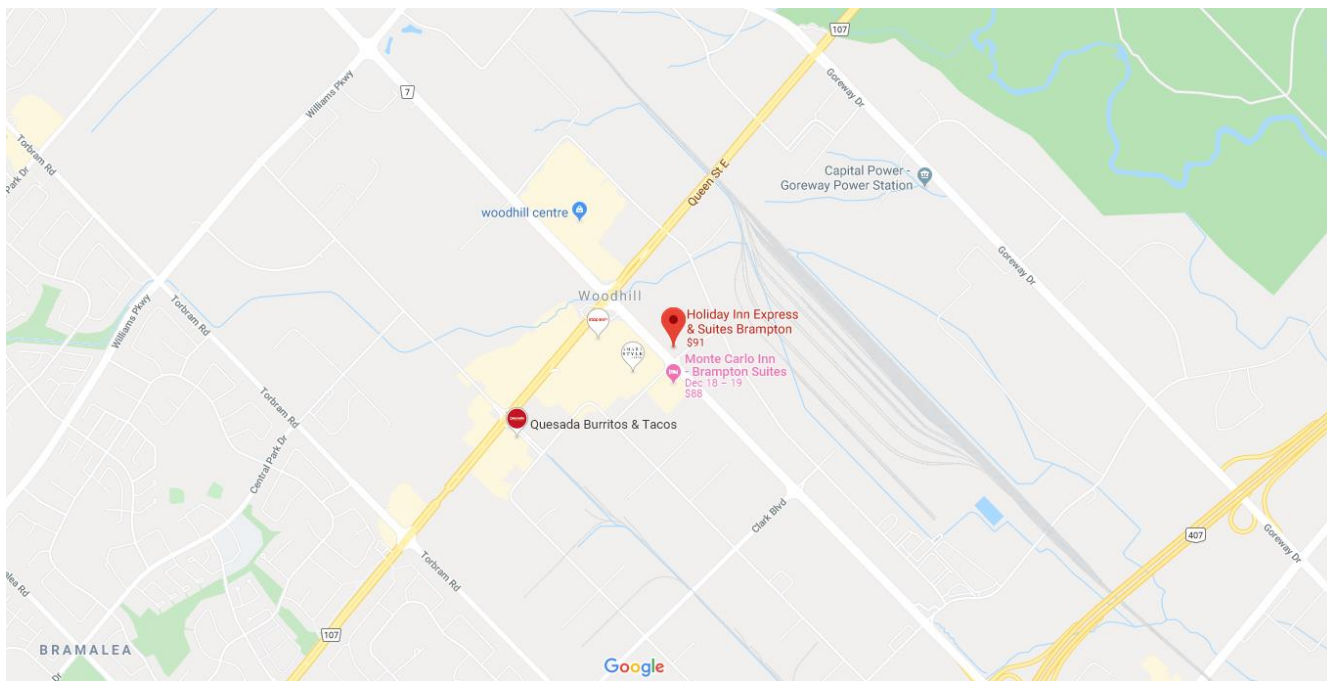 107
Goreway Dr
Williams Pkwy
7
Torbram Rd
Park Dr
Queen St E
Capital Power -
Goreway Power Station
woodhill centre
Goreway Dr
Woodhill
Williams Pkwy
Torbram Rd
Holiday Inn Express
& Suites Brampton
$91
Monte Carlo Inn
- Brampton Suites
Dec 18 – 19
$88
Torbram Rd
Quesada Burritos & Tacos
Central Park Dr
Clark Blvd
407
Goreway Dr
Torbram Rd
107
BRAMALEA
Google
Dr